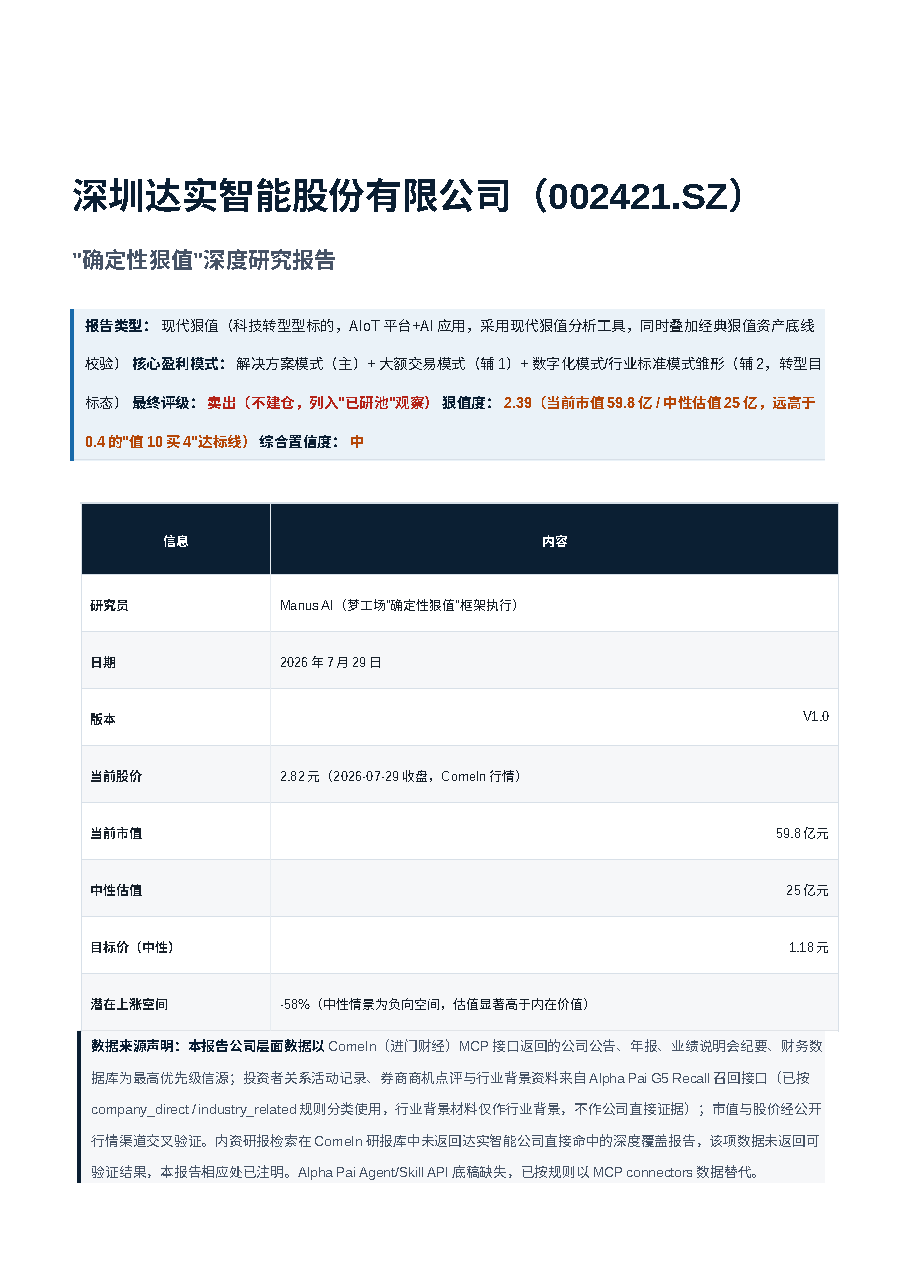 深圳达实智能股份有限公司（002421.SZ）
"确定性狠值"深度研究报告
报告类型： 现代狠值（科技转型型标的，AIoT 平台+AI 应用，采用现代狠值分析工具，同时叠加经典狠值资产底线
校验） 核心盈利模式： 解决方案模式（主）+ 大额交易模式（辅 1）+ 数字化模式/行业标准模式雏形（辅 2，转型目
标态） 最终评级： 卖出（不建仓，列入"已研池"观察） 狠值度： 2.39（当前市值 59.8 亿 / 中性估值 25 亿，远高于
0.4 的"值 10 买 4"达标线） 综合置信度： 中
信息 内容
研究员 Manus AI（梦工场"确定性狠值"框架执行）
日期 2026 年 7 月 29 日
版本 V1.0
当前股价 2.82 元（2026-07-29 收盘，ComeIn 行情）
当前市值 59.8 亿元
中性估值 25 亿元
目标价（中性） 1.18 元
潜在上涨空间 -58%（中性情景为负向空间，估值显著高于内在价值）
数据来源声明：本报告公司层面数据以 ComeIn（进门财经）MCP 接口返回的公司公告、年报、业绩说明会纪要、财务数
据库为最高优先级信源；投资者关系活动记录、券商商机点评与行业背景资料来自 Alpha Pai G5 Recall 召回接口（已按
company_direct / industry_related 规则分类使用，行业背景材料仅作行业背景，不作公司直接证据）；市值与股价经公开
行情渠道交叉验证。内资研报检索在 ComeIn 研报库中未返回达实智能公司直接命中的深度覆盖报告，该项数据未返回可
验证结果，本报告相应处已注明。Alpha Pai Agent/Skill API 底稿缺失，已按规则以 MCP connectors 数据替代。